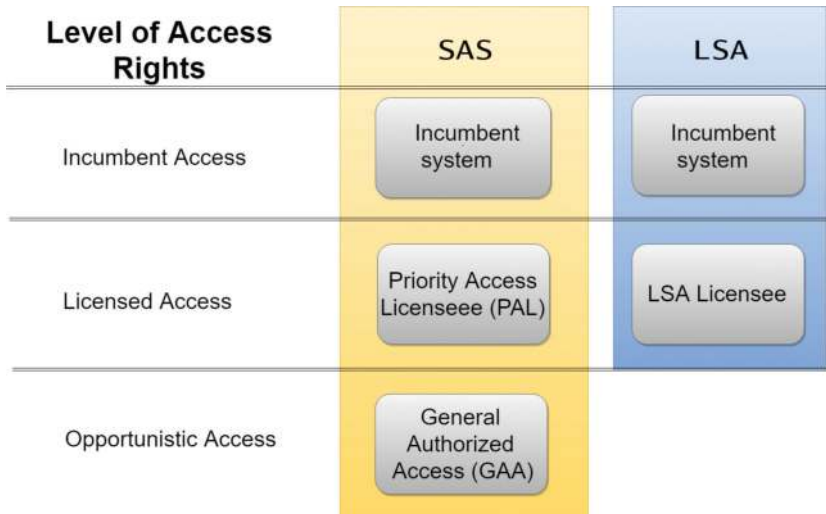 Level of Access
Rights
SAS
LSA
Incumbent Access
Incumbent
system
Incumbent
system
Licensed Access
Priority Access
Licenseee (PAL)
LSA Licensee
Opportunistic Access
General
Authorized
Access (GAA)